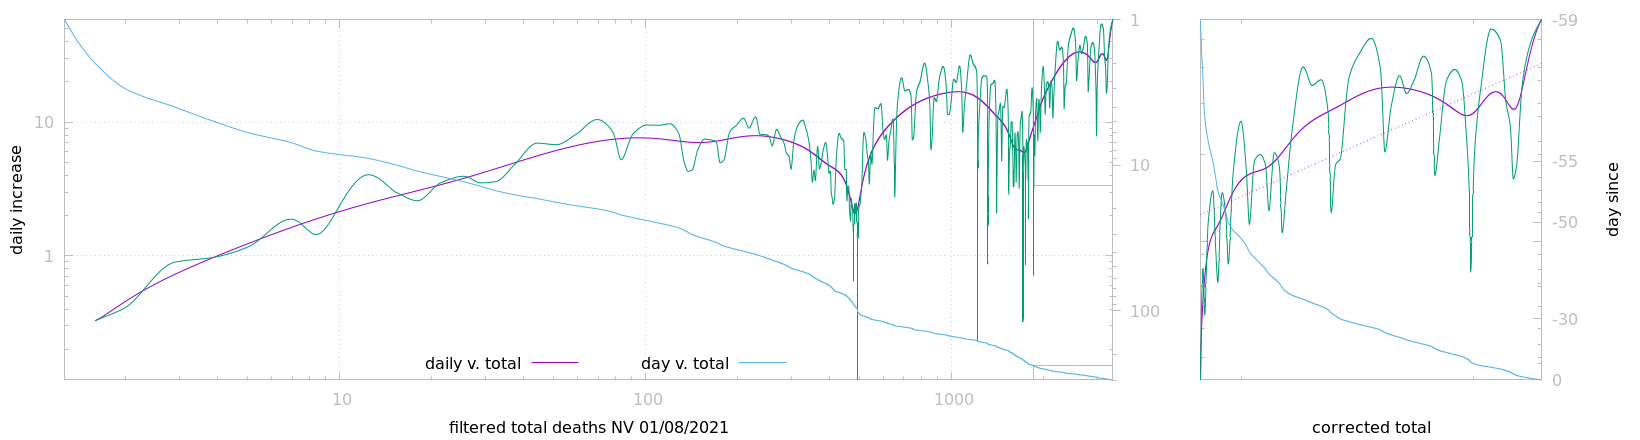 daily increase
10
1
daily v. total
day v. total
10
100
1000
filtered total deaths NV 01/08/2021
1
10
100
corrected total
-59
-55
-50
-30
0
day since